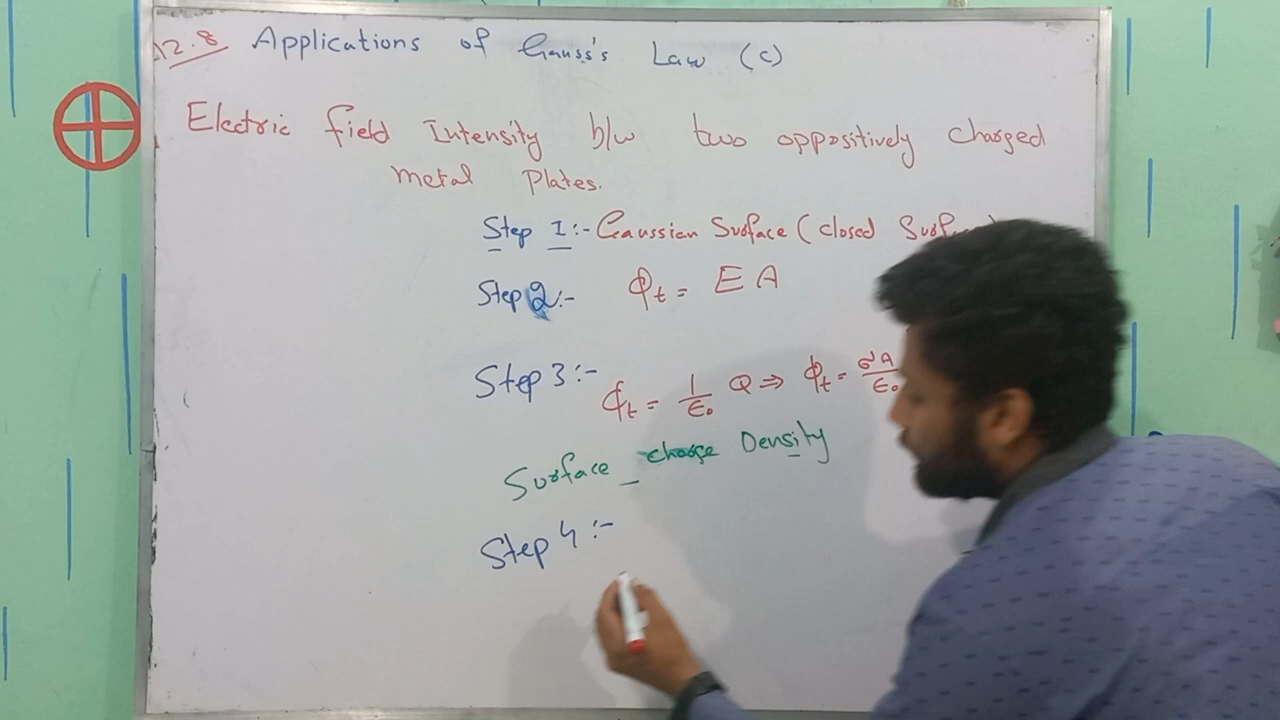 12.8 Applications of Gauss's Law (c)
Electric field Intensity b/w two oppositively charged
metal Plates.
Step 1:- Gaussian Surface (closed Surface)
Step 2:- Φt = E A
Step 3:- Φt = 1/ε₀ Q ⇒ Φt = σA/ε₀
Surface charge Density
Step 4:-